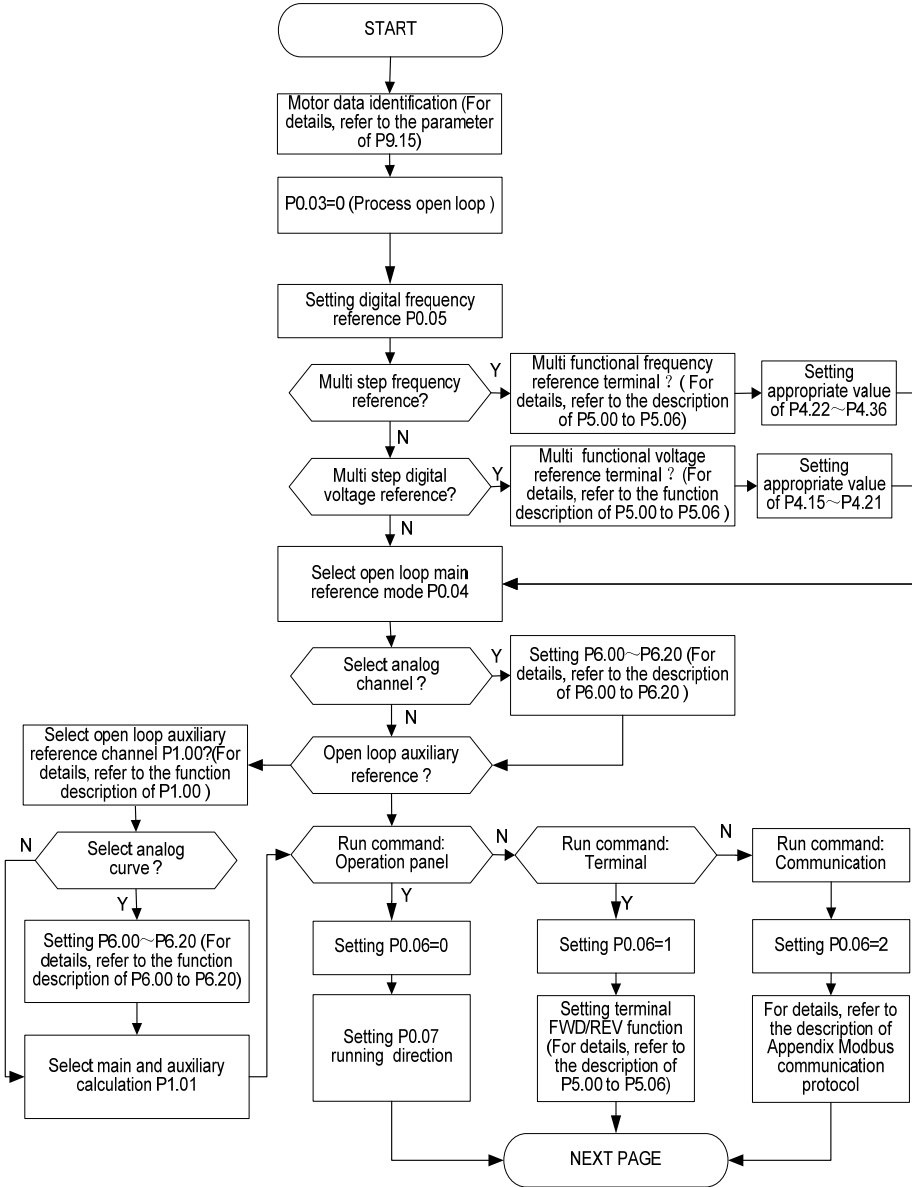 START
Motor data identification (For
details, refer to the parameter
of P9.15)
P0.03=0 (Process open loop )
Setting digital frequency
reference P0.05
Multi step frequency
reference?
Y
Multi functional frequency
reference terminal ? ( For
details, refer to the description
of P5.00 to P5.06)
Setting
appropriate value
of P4.22～P4.36
N
Multi step digital
voltage reference?
Y
Multi functional voltage
reference terminal ? (For
details, refer to the function
description of P5.00 to P5.06 )
Setting
appropriate value
of P4.15～P4.21
N
Select open loop main
reference mode P0.04
Select analog
channel ?
Y
Setting P6.00～P6.20 (For
details, refer to the description
of P6.00 to P6.20 )
N
Open loop auxiliary
reference ?
Select open loop auxiliary
reference channel P1.00?(For
details, refer to the function
description of P1.00 )
N
Select analog
curve ?
Y
Setting P6.00～P6.20 (For
details, refer to the function
description of P6.00 to P6.20)
Select main and auxiliary
calculation P1.01
Run command:
Operation panel
N
Run command:
Terminal
N
Run command:
Communication
Y
Y
Setting P0.06=0
Setting P0.06=1
Setting P0.06=2
Setting P0.07
running direction
Setting terminal
FWD/REV function
(For details, refer to
the description of
P5.00 to P5.06)
For details, refer to
the description of
Appendix Modbus
communication
protocol
NEXT PAGE